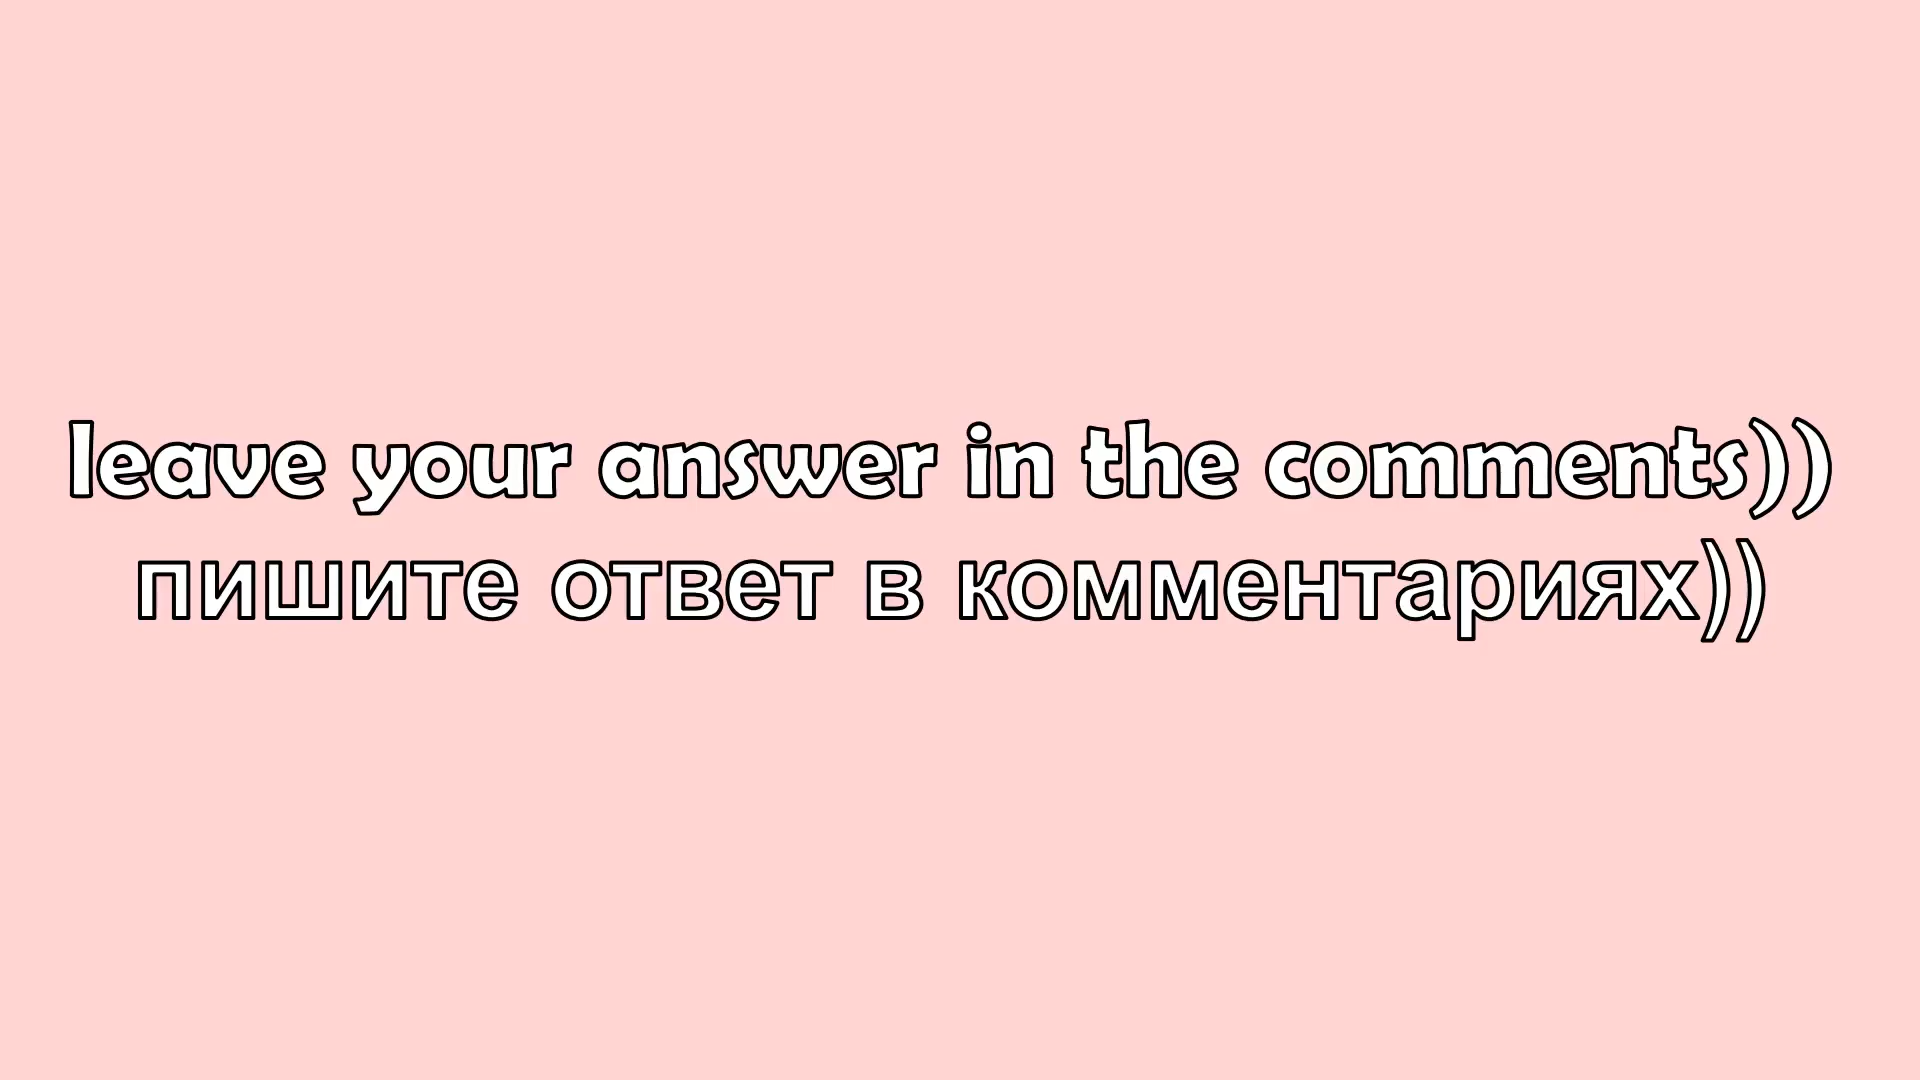 leave your answer in the comments))
пишите ответ в комментариях))